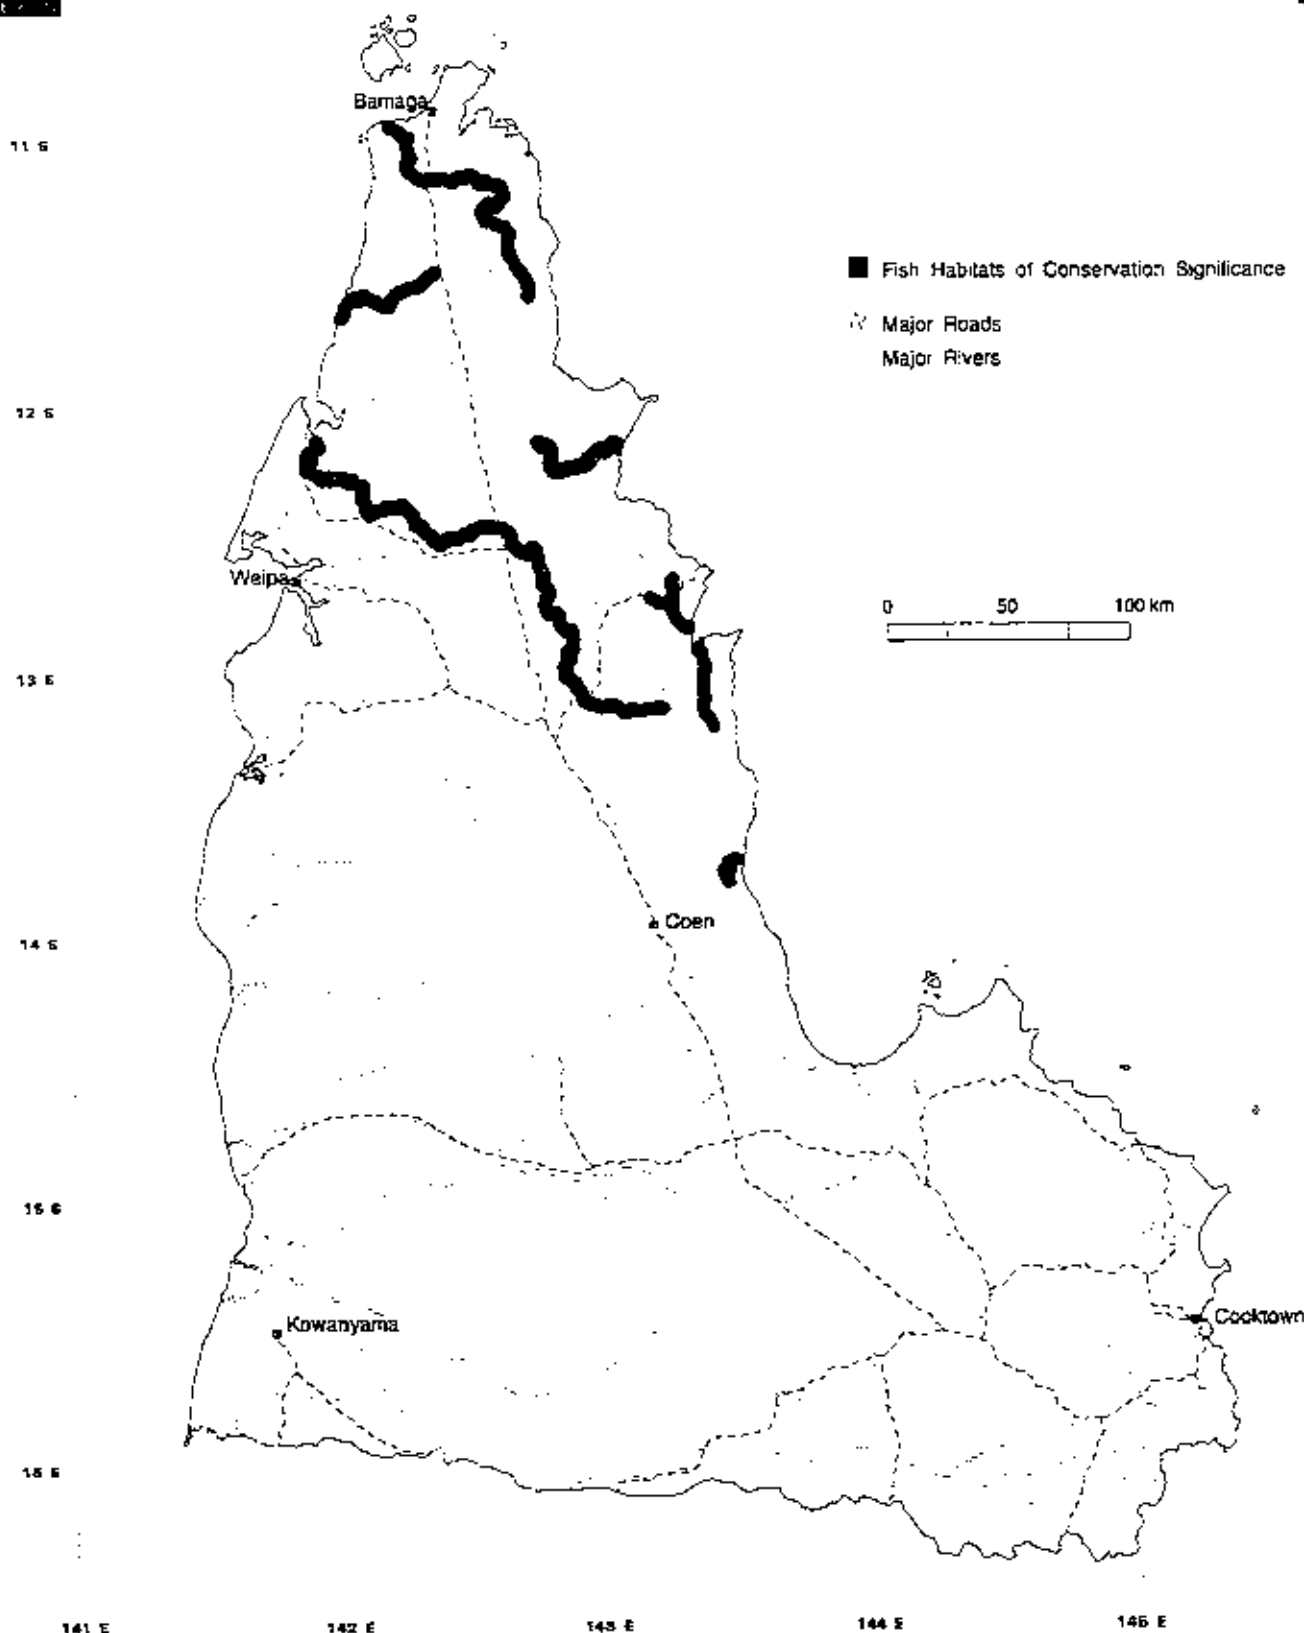 Bamaga
11 S
Fish Habitats of Conservation Significance
Major Roads
Major Rivers
12 S
Weipa
0 50 100 km
13 S
Coen
14 S
15 S
Kowanyama
Cooktown
141 E 142 E 143 E 144 E 145 E